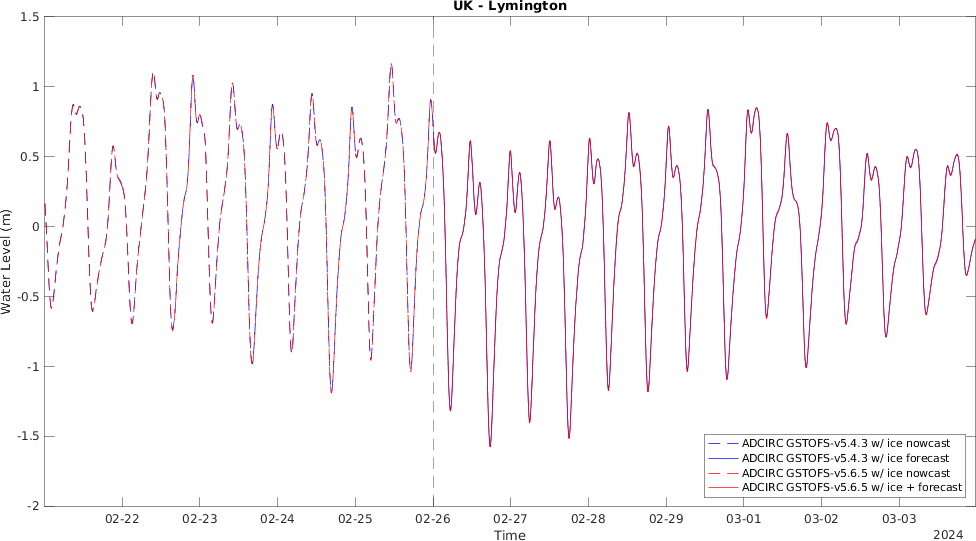 UK - Lymington
1.5
1
0.5
0
-0.5
-1
-1.5
-2
Water Level (m)
02-22 02-23 02-24 02-25 02-26 02-27 02-28 02-29 03-01 03-02 03-03
Time
2024
ADCIRC GSTOFS-v5.4.3 w/ ice nowcast
ADCIRC GSTOFS-v5.4.3 w/ ice forecast
ADCIRC GSTOFS-v5.6.5 w/ ice nowcast
ADCIRC GSTOFS-v5.6.5 w/ ice + forecast